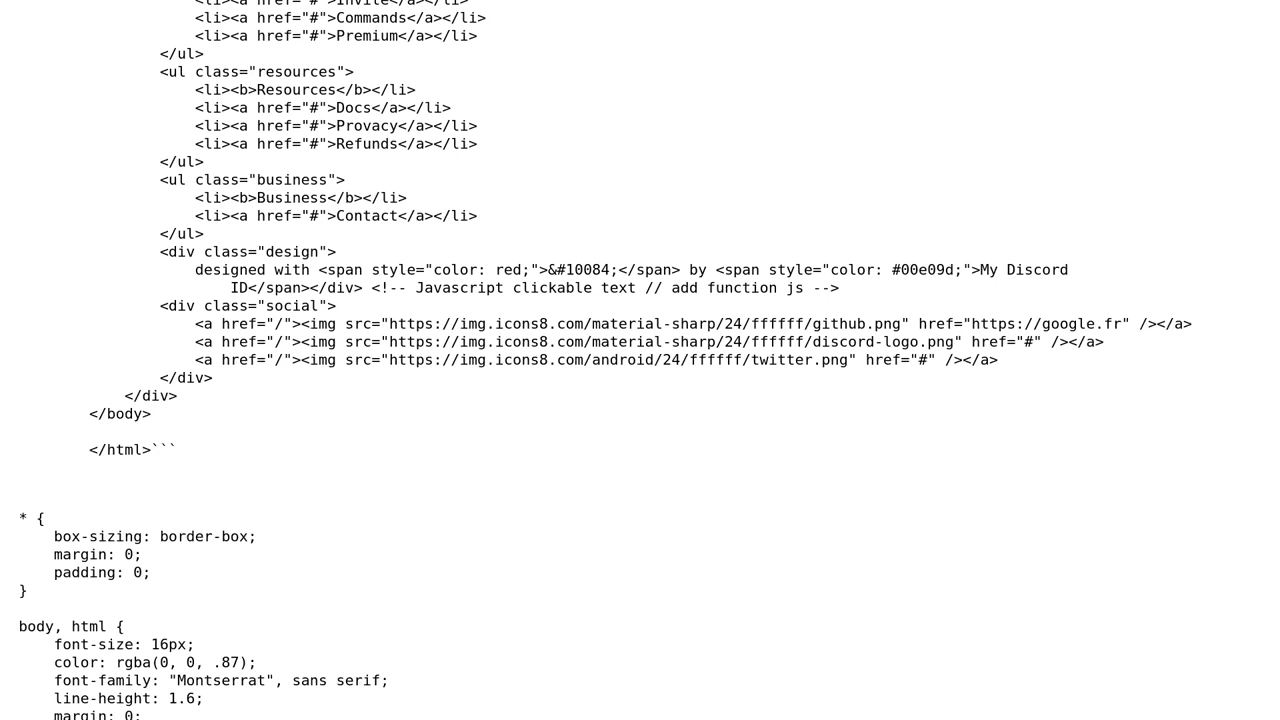 <li><a href="#">Invite</a></li>
<li><a href="#">Commands</a></li>
<li><a href="#">Premium</a></li>
</ul>
<ul class="resources">
<li><b>Resources</b></li>
<li><a href="#">Docs</a></li>
<li><a href="#">Provacy</a></li>
<li><a href="#">Refunds</a></li>
</ul>
<ul class="business">
<li><b>Business</b></li>
<li><a href="#">Contact</a></li>
</ul>
<div class="design">
designed with <span style="color: red;">&#10084;</span> by <span style="color: #00e09d;">My Discord
ID</span></div> <!-- Javascript clickable text // add function js -->
<div class="social">
<a href="/"><img src="https://img.icons8.com/material-sharp/24/ffffff/github.png" href="https://google.fr" /></a>
<a href="/"><img src="https://img.icons8.com/material-sharp/24/ffffff/discord-logo.png" href="#" /></a>
<a href="/"><img src="https://img.icons8.com/android/24/ffffff/twitter.png" href="#" /></a>
</div>
</div>
</body>
</html>```
* {
box-sizing: border-box;
margin: 0;
padding: 0;
}
body, html {
font-size: 16px;
color: rgba(0, 0, .87);
font-family: "Montserrat", sans serif;
line-height: 1.6;
margin: 0;